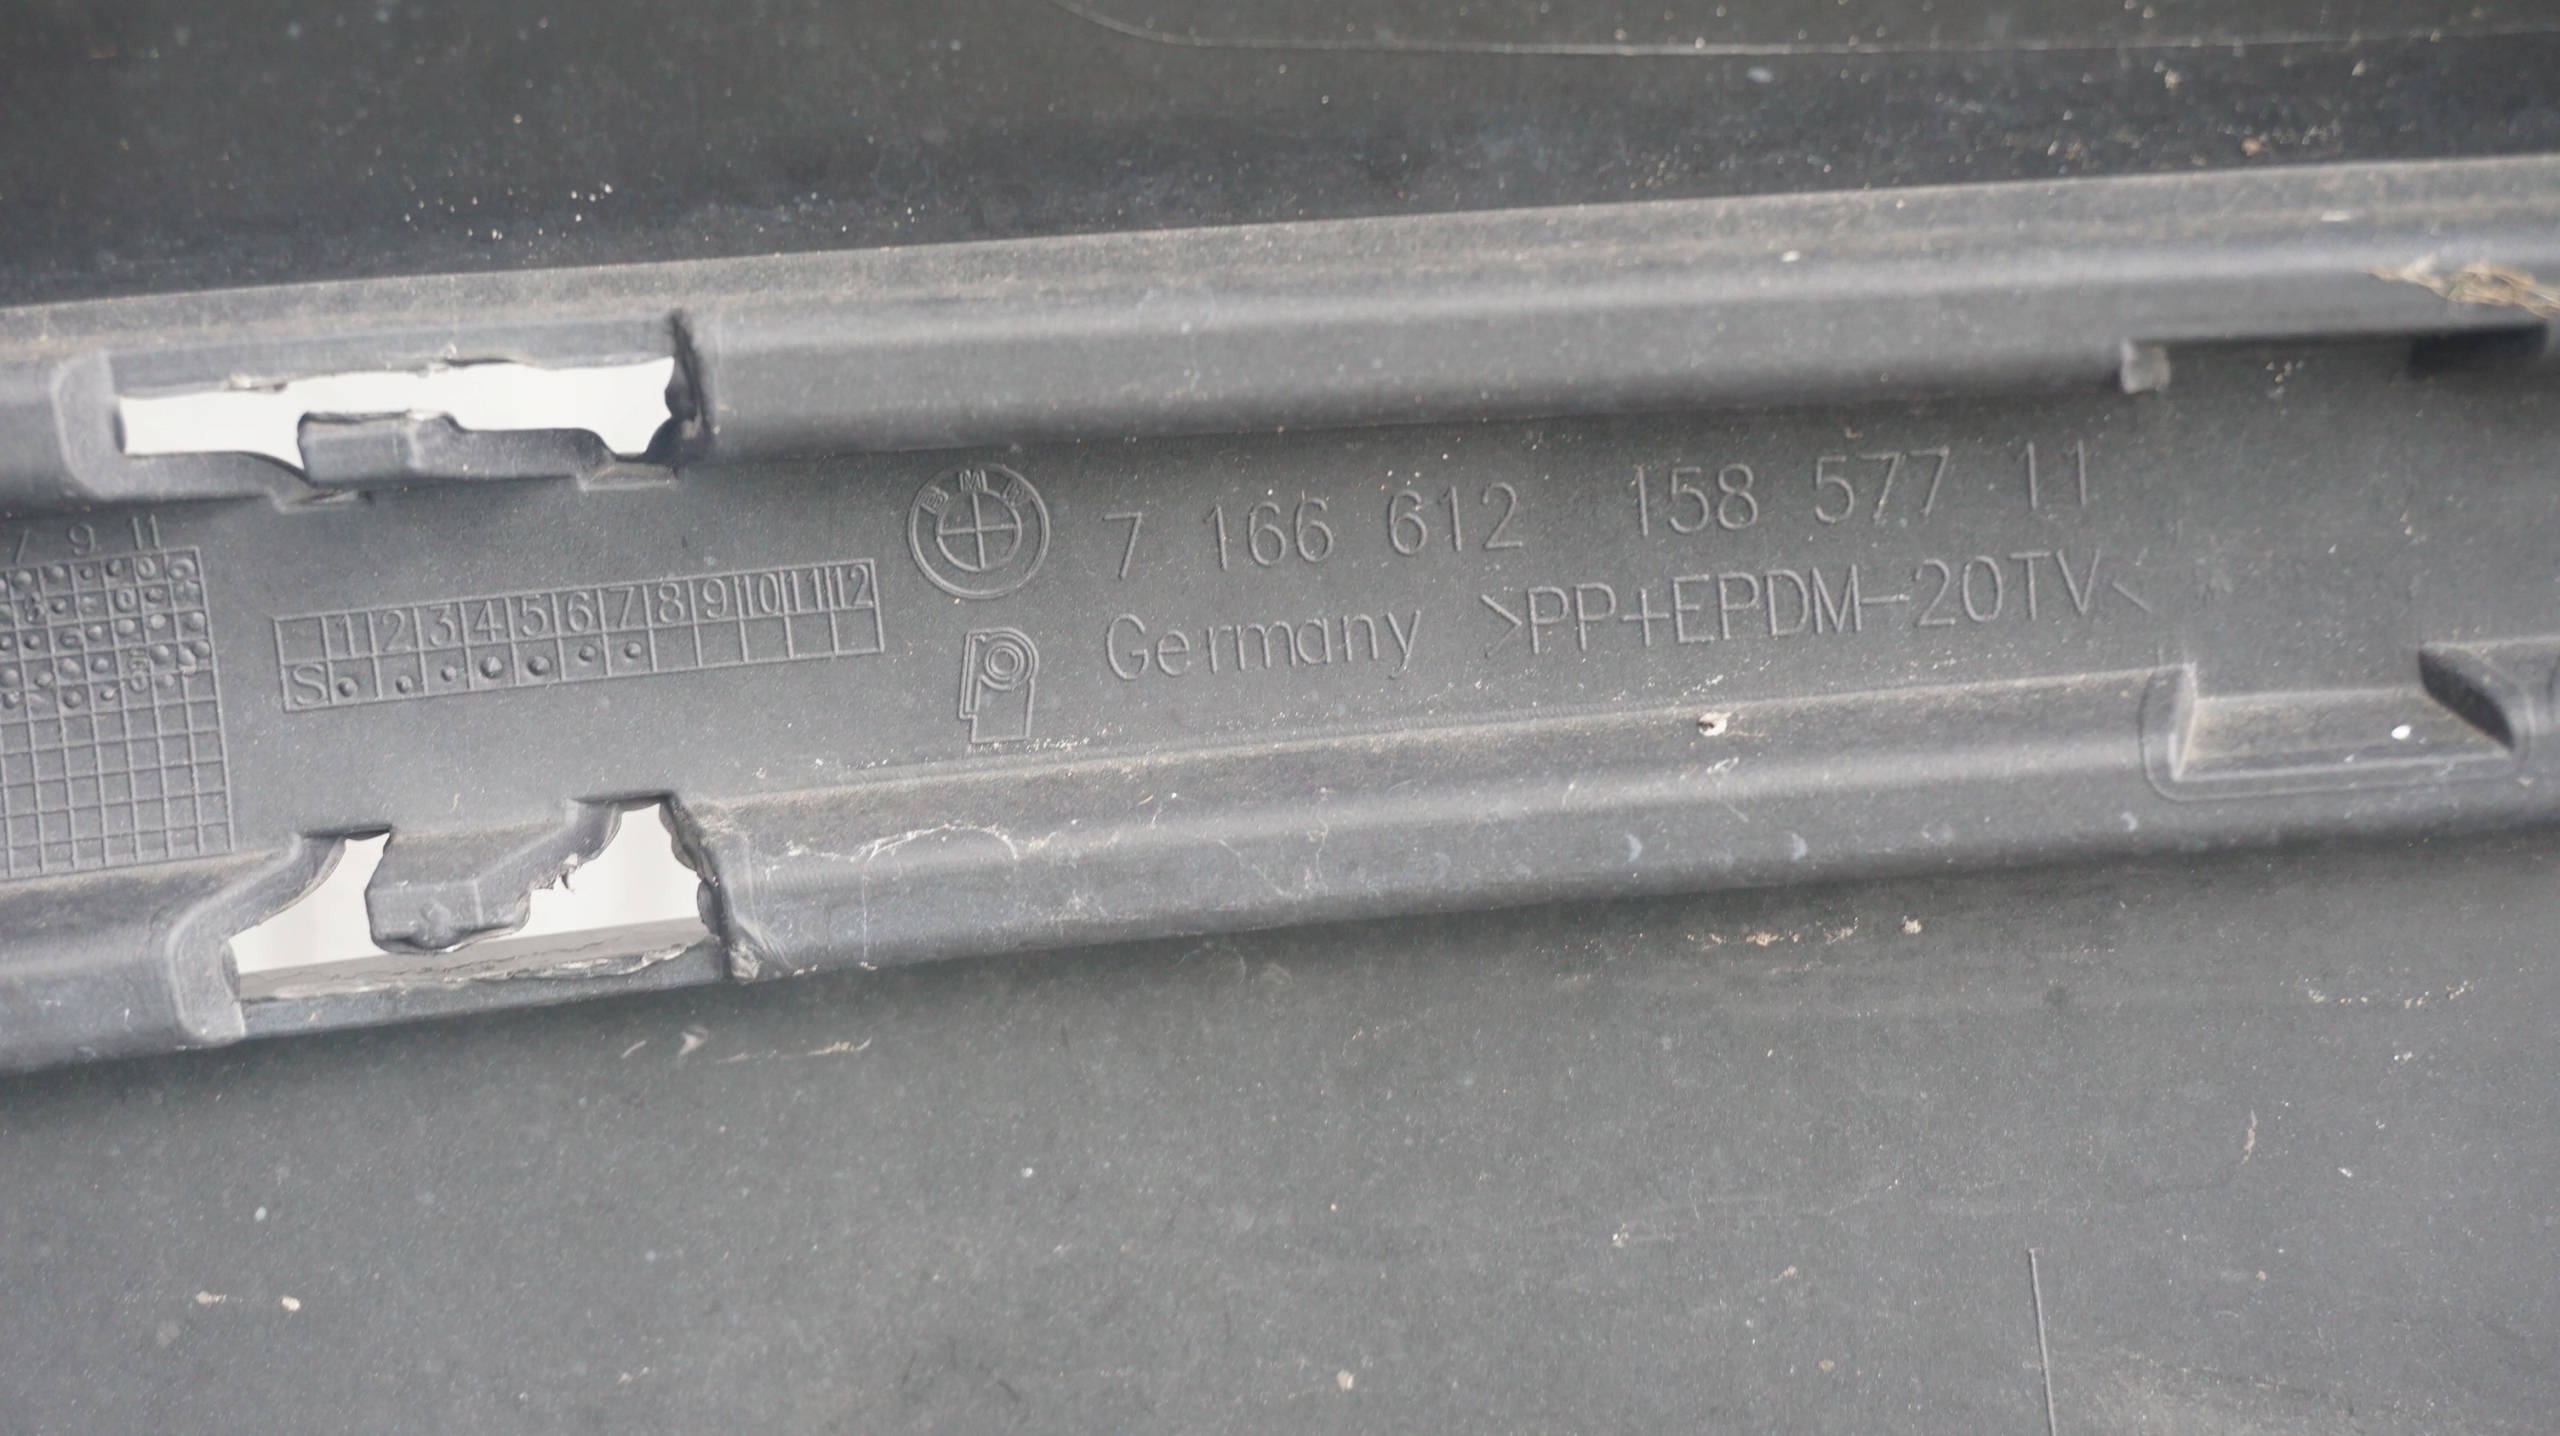 7 9 11
1 2 3 4 5 6 7 8 9 10 11 12
S
BMW
7 166 612 158 577 11
Germany >PP+EPDM-20TV<